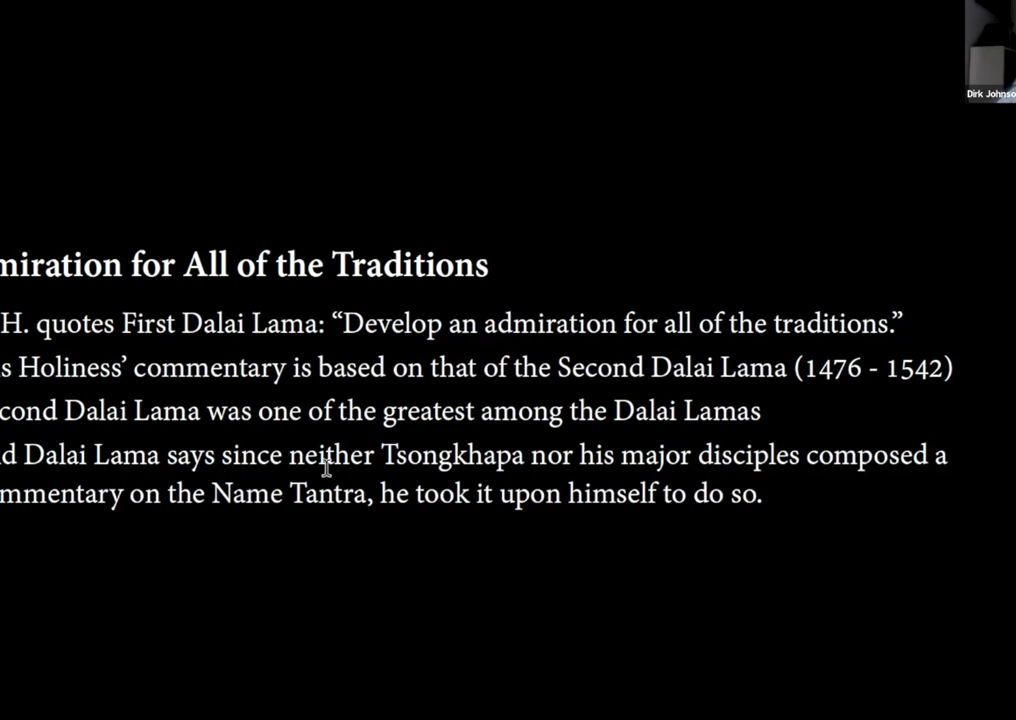 Dirk Johnso
miration for All of the Traditions
H. quotes First Dalai Lama: “Develop an admiration for all of the traditions.”
s Holiness’ commentary is based on that of the Second Dalai Lama (1476 - 1542)
cond Dalai Lama was one of the greatest among the Dalai Lamas
d Dalai Lama says since neither Tsongkhapa nor his major disciples composed a
mmentary on the Name Tantra, he took it upon himself to do so.